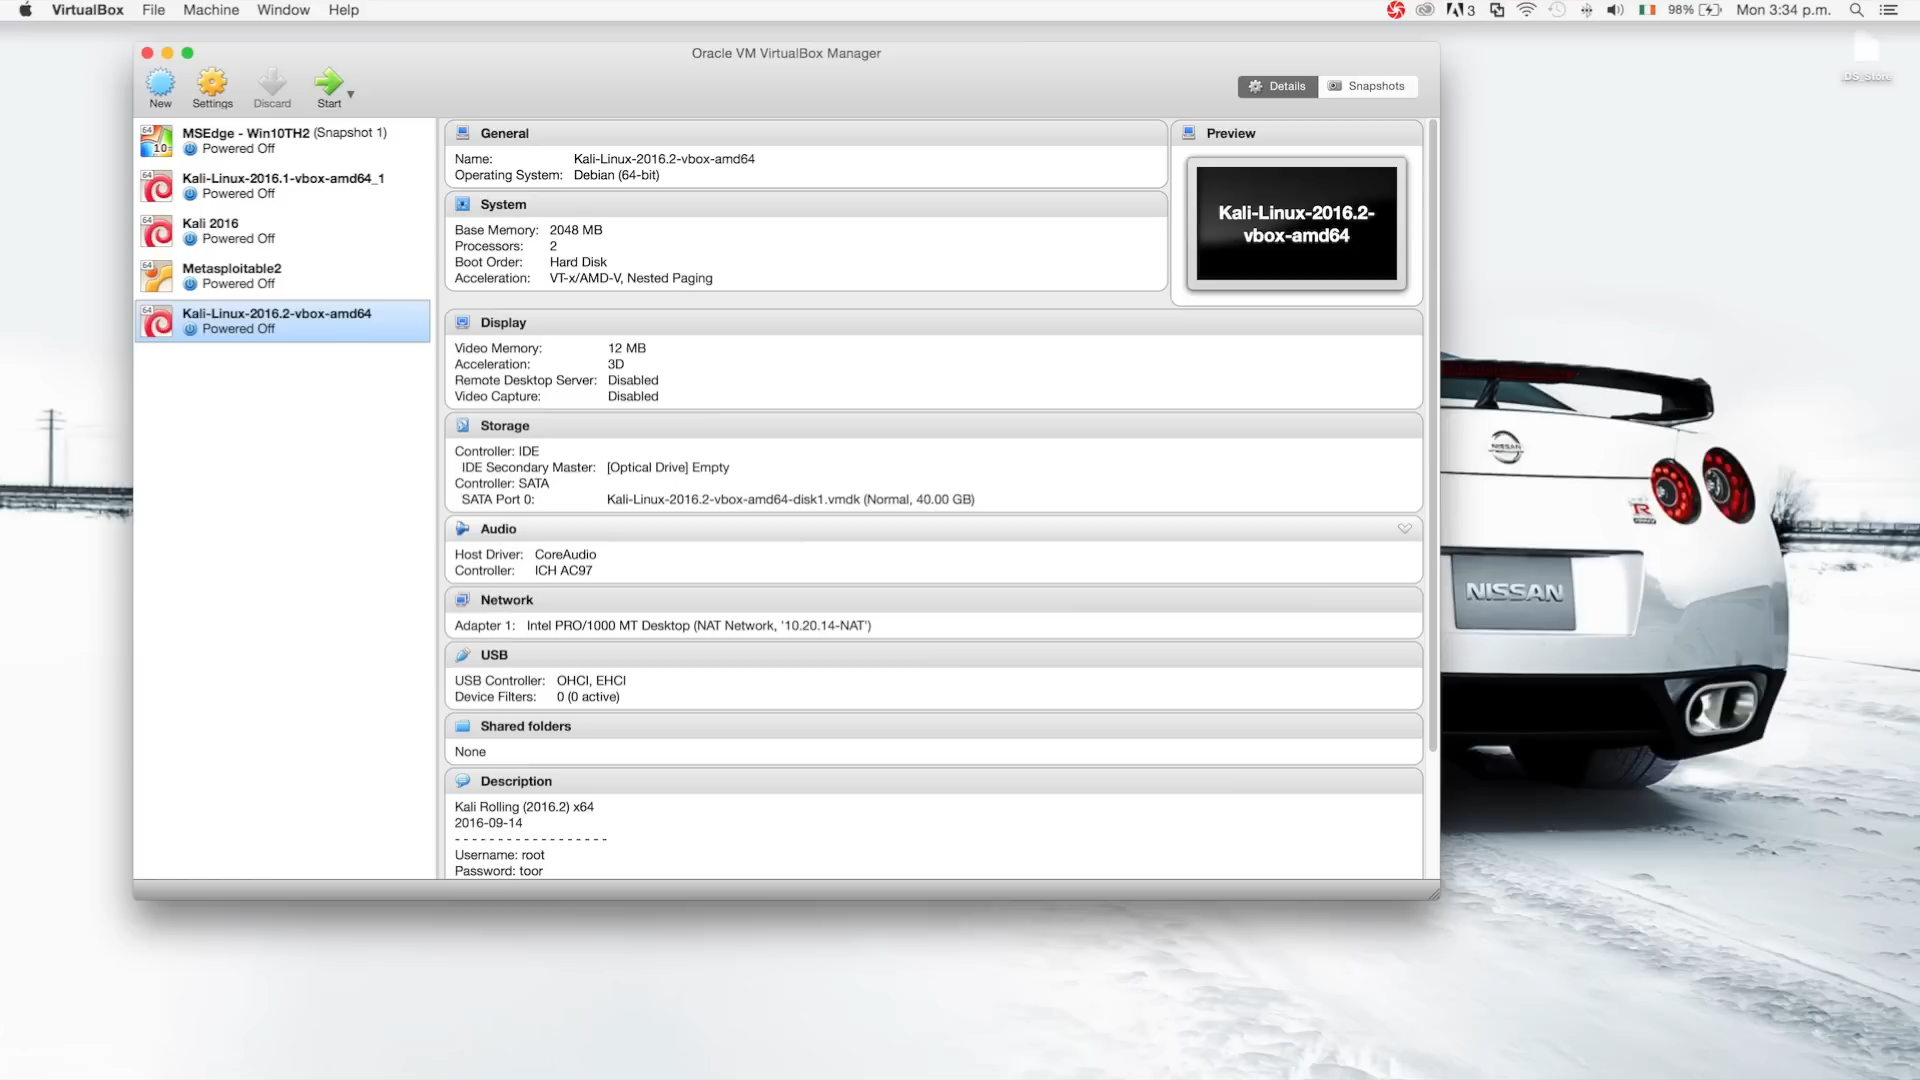 VirtualBox File Machine Window Help
3 98% Mon 3:34 p.m.
.DS_Store
Oracle VM VirtualBox Manager
New Settings Discard Start
Details Snapshots
MSEdge - Win10TH2 (Snapshot 1)
Powered Off
Kali-Linux-2016.1-vbox-amd64_1
Powered Off
Kali 2016
Powered Off
Metasploitable2
Powered Off
Kali-Linux-2016.2-vbox-amd64
Powered Off
64
10
64
64
64
64
General
Name: Kali-Linux-2016.2-vbox-amd64
Operating System: Debian (64-bit)
System
Base Memory: 2048 MB
Processors: 2
Boot Order: Hard Disk
Acceleration: VT-x/AMD-V, Nested Paging
Preview
Kali-Linux-2016.2-
vbox-amd64
Display
Video Memory: 12 MB
Acceleration: 3D
Remote Desktop Server: Disabled
Video Capture: Disabled
Storage
Controller: IDE
IDE Secondary Master: [Optical Drive] Empty
Controller: SATA
SATA Port 0: Kali-Linux-2016.2-vbox-amd64-disk1.vmdk (Normal, 40.00 GB)
Audio
Host Driver: CoreAudio
Controller: ICH AC97
Network
Adapter 1: Intel PRO/1000 MT Desktop (NAT Network, '10.20.14-NAT')
USB
USB Controller: OHCI, EHCI
Device Filters: 0 (0 active)
Shared folders
None
Description
Kali Rolling (2016.2) x64
2016-09-14
- - - - - - - - - - - - - - - - - -
Username: root
Password: toor
NISSAN
R
NISSAN